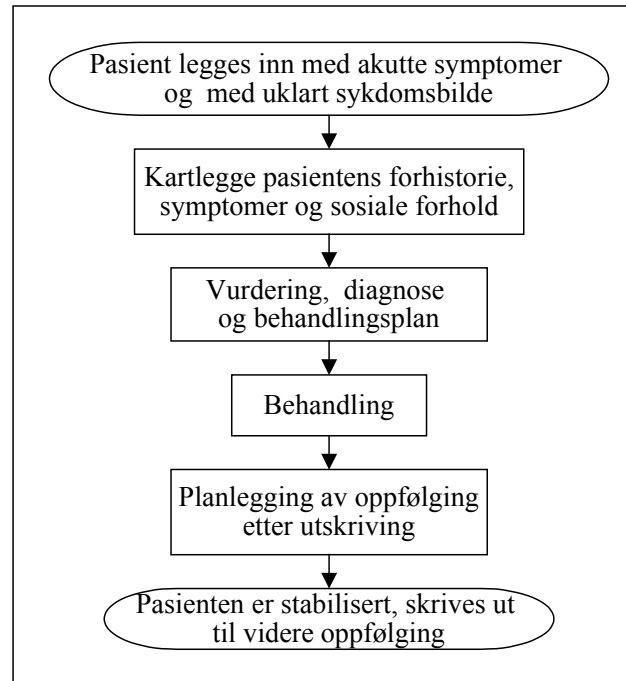 Pasient legges inn med akutte symptomer
og med uklart sykdomsbilde
Kartlegge pasientens forhistorie,
symptomer og sosiale forhold
Vurdering, diagnose
og behandlingsplan
Behandling
Planlegging av oppfølging
etter utskriving
Pasienten er stabilisert, skrives ut
til videre oppfølging